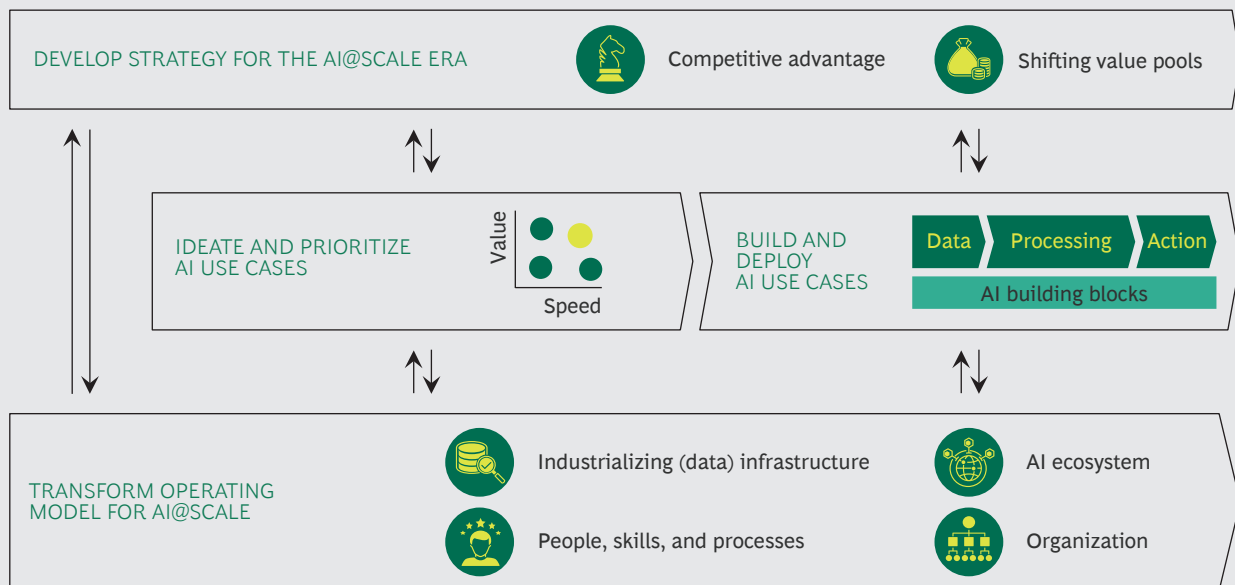 DEVELOP STRATEGY FOR THE AI@SCALE ERA
Competitive advantage
Shifting value pools
IDEATE AND PRIORITIZE
AI USE CASES
Value
Speed
BUILD AND
DEPLOY
AI USE CASES
Data
Processing
Action
AI building blocks
TRANSFORM OPERATING
MODEL FOR AI@SCALE
Industrializing (data) infrastructure
AI ecosystem
People, skills, and processes
Organization